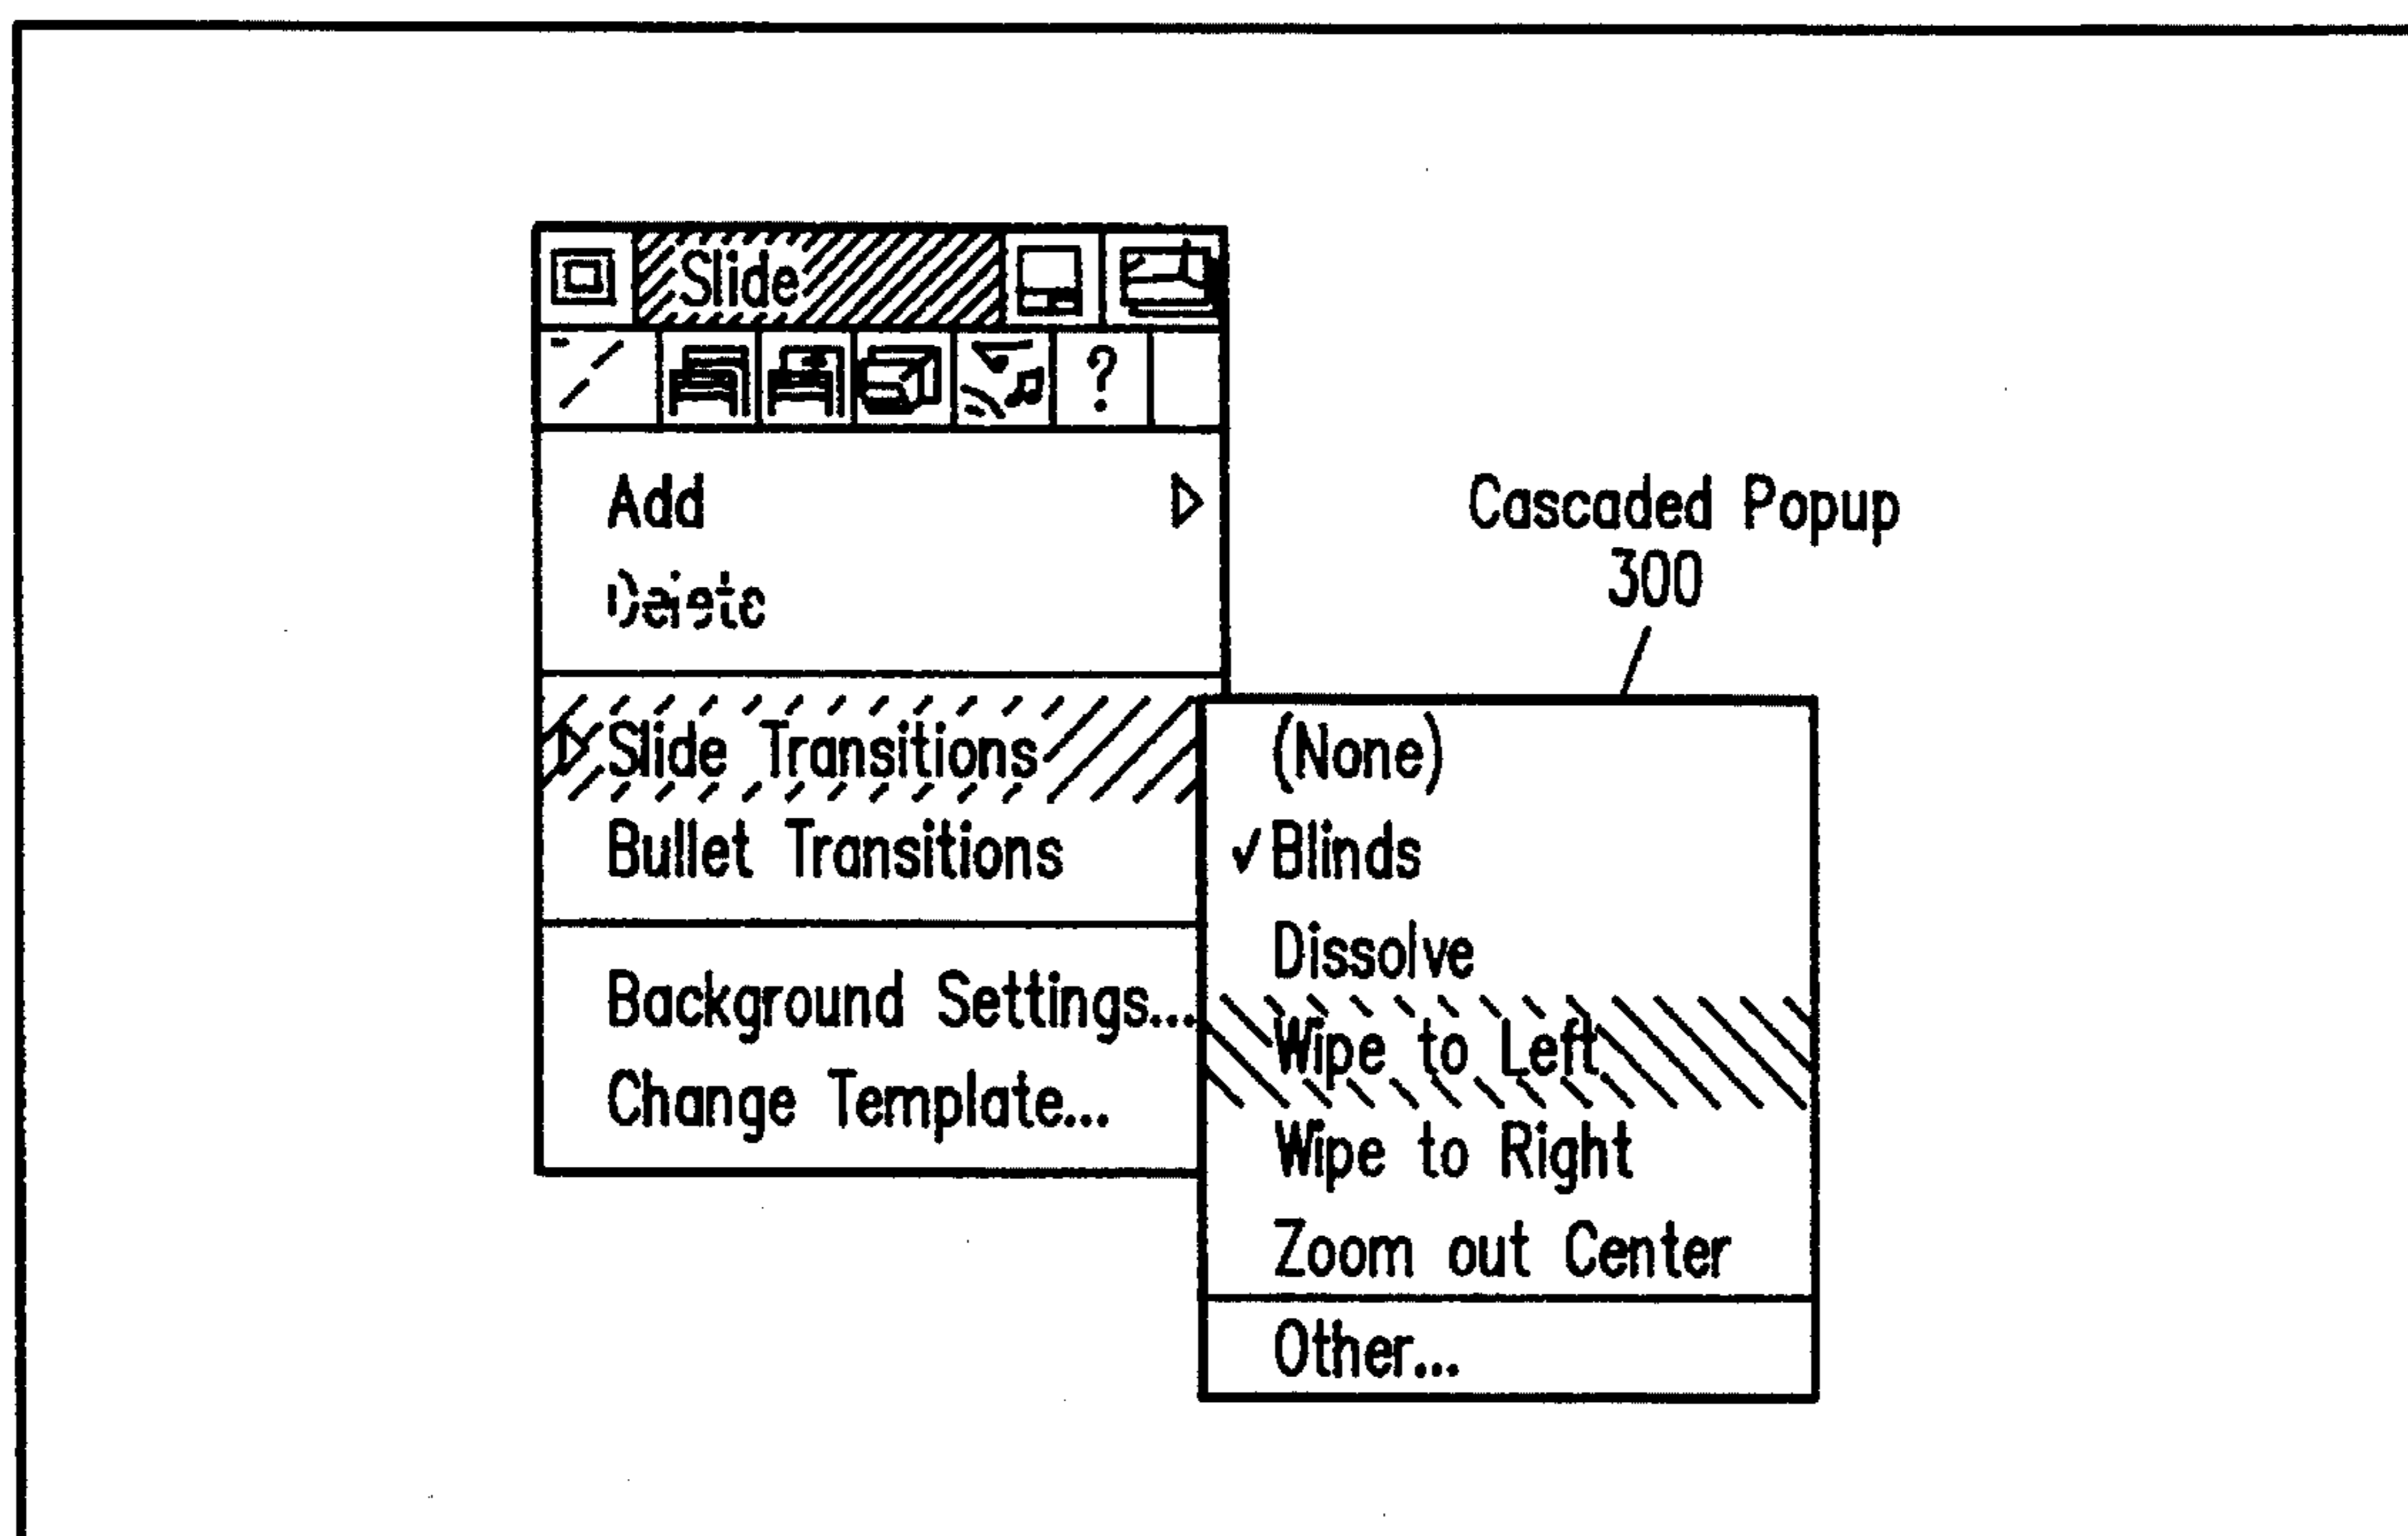 Slide
?
Add
Delete
Cascaded Popup
300
Slide Transitions
Bullet Transitions
Background Settings...
Change Template...
(None)
✓Blinds
Dissolve
Wipe to Left
Wipe to Right
Zoom out Center
Other...